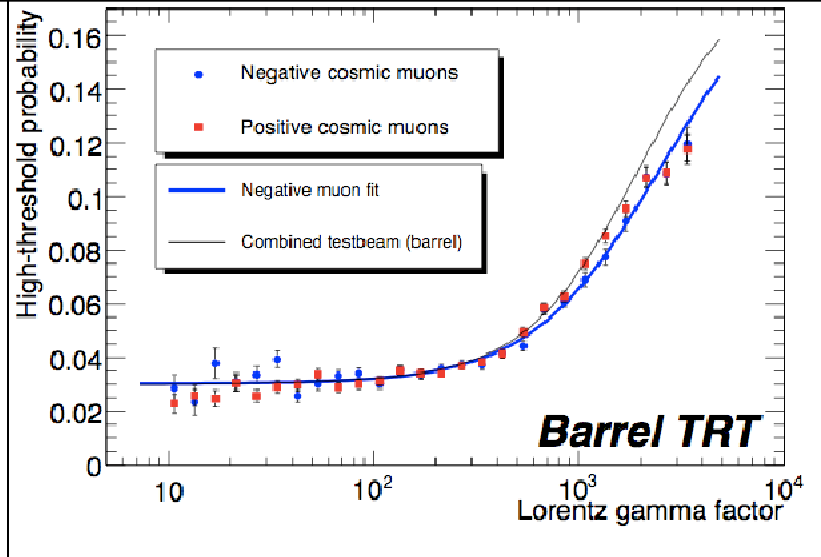 High-threshold probability
0.16
0.14
0.12
0.1
0.08
0.06
0.04
0.02
0
Negative cosmic muons
Positive cosmic muons
Negative muon fit
Combined testbeam (barrel)
Barrel TRT
10
10²
10³
10⁴
Lorentz gamma factor